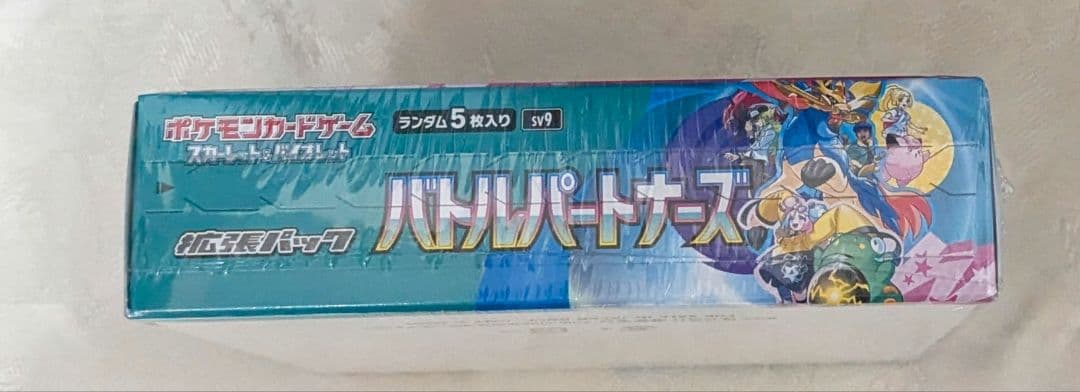 ポケモンカードゲーム
スカーレット&バイオレット
ランダム5枚入り
sv9
拡張パック
バトルパートナーズ